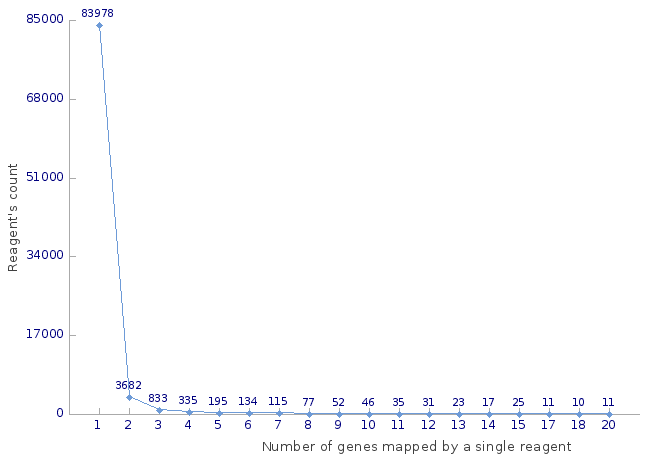 85000
83978
68000
51000
34000
17000
0
Reagent's count
3682
833 335 195 134 115 77 52 46 35 31 23 17 25 11 10 11
1 2 3 4 5 6 7 8 9 10 11 12 13 14 15 17 18 20
Number of genes mapped by a single reagent